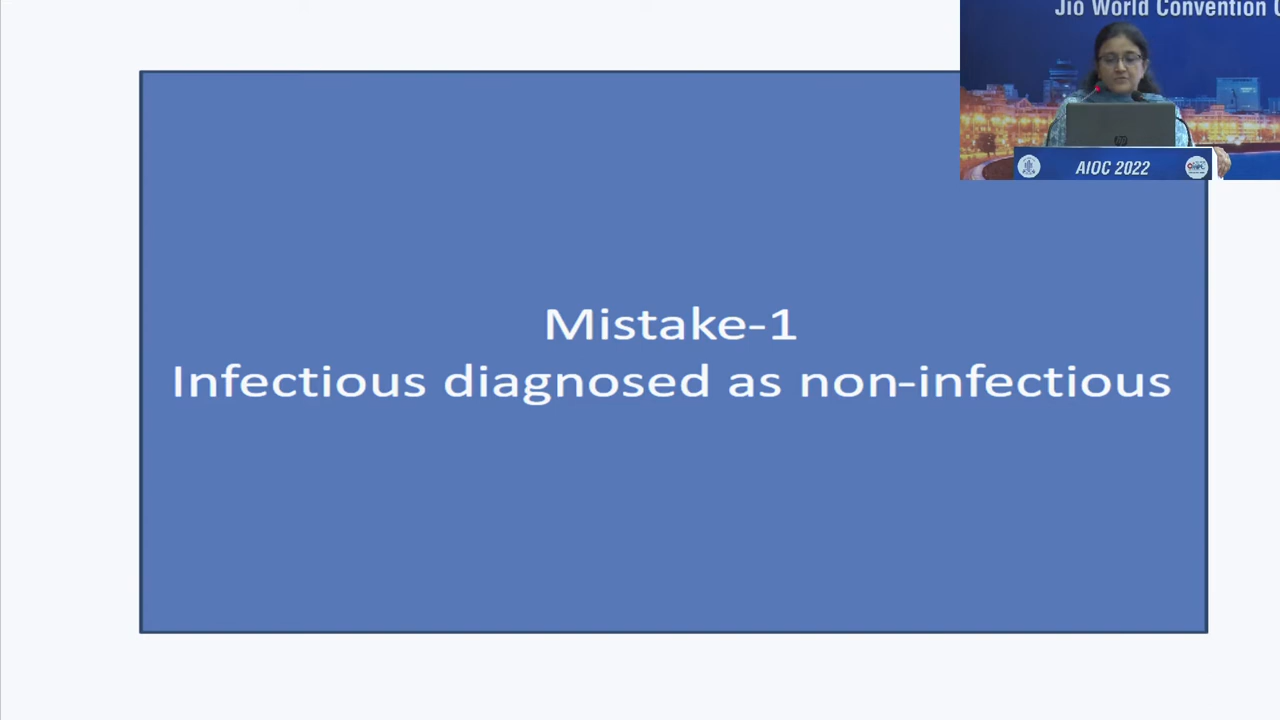 Jio World Convention
Mistake-1
Infectious diagnosed as non-infectious
AIOC 2022